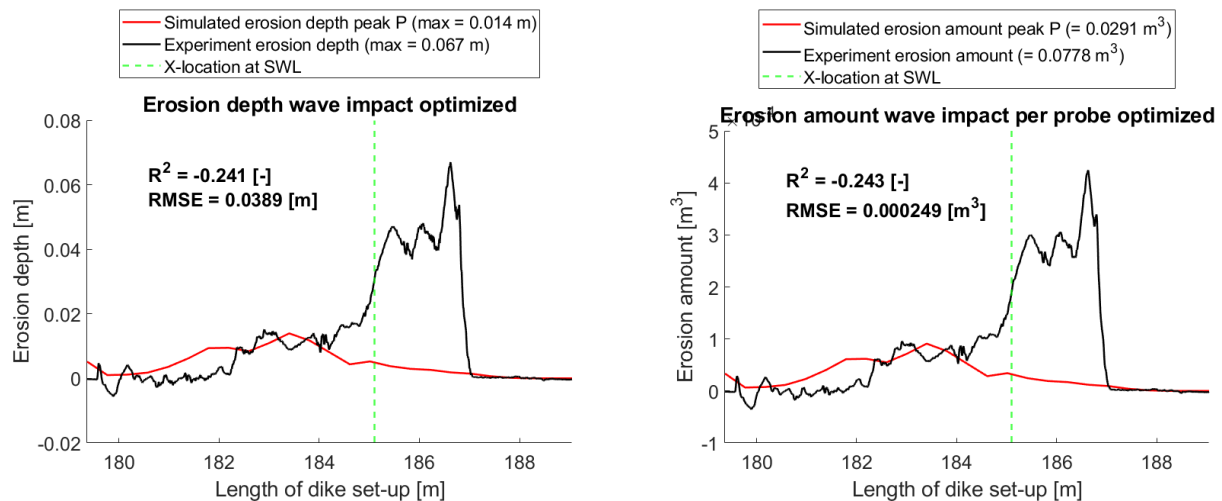 Simulated erosion depth peak P (max = 0.014 m)
Experiment erosion depth (max = 0.067 m)
X-location at SWL
Erosion depth wave impact optimized
0.08
0.06
0.04
0.02
0
-0.02
Erosion depth [m]
R² = -0.241 [-]
RMSE = 0.0389 [m]
180 182 184 186 188
Length of dike set-up [m]
Simulated erosion amount peak P (= 0.0291 m³)
Experiment erosion amount (= 0.0778 m³)
X-location at SWL
Erosion amount wave impact per probe optimized
5
4
3
2
1
0
-1
Erosion amount [m³]
R² = -0.243 [-]
RMSE = 0.000249 [m³]
180 182 184 186 188
Length of dike set-up [m]